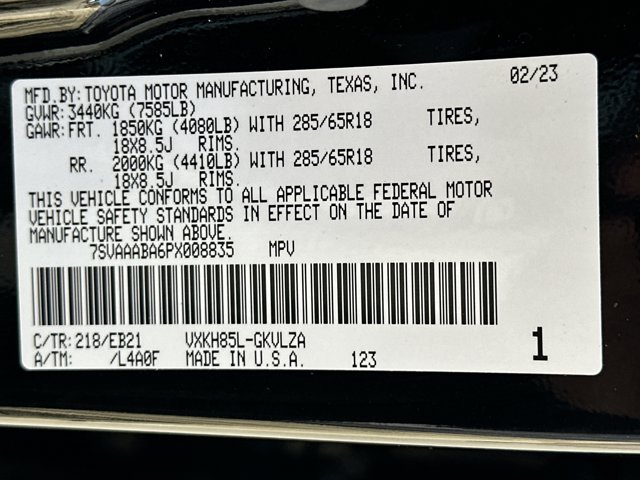 MFD.BY:TOYOTA MOTOR MANUFACTURING, TEXAS, INC. 02/23
GVWR:3440KG (7585LB)
GAWR:FRT. 1850KG (4080LB) WITH 285/65R18 TIRES,
18X8.5J RIMS.
RR. 2000KG (4410LB) WITH 285/65R18 TIRES,
18X8.5J RIMS.
THIS VEHICLE CONFORMS TO ALL APPLICABLE FEDERAL MOTOR
VEHICLE SAFETY STANDARDS IN EFFECT ON THE DATE OF
MANUFACTURE SHOWN ABOVE.
7SVAAABA6PX008835 MPV
C/TR:218/EB21 VXKH85L-GKVLZA
A/TM: /L4A0F MADE IN U.S.A. 123 1